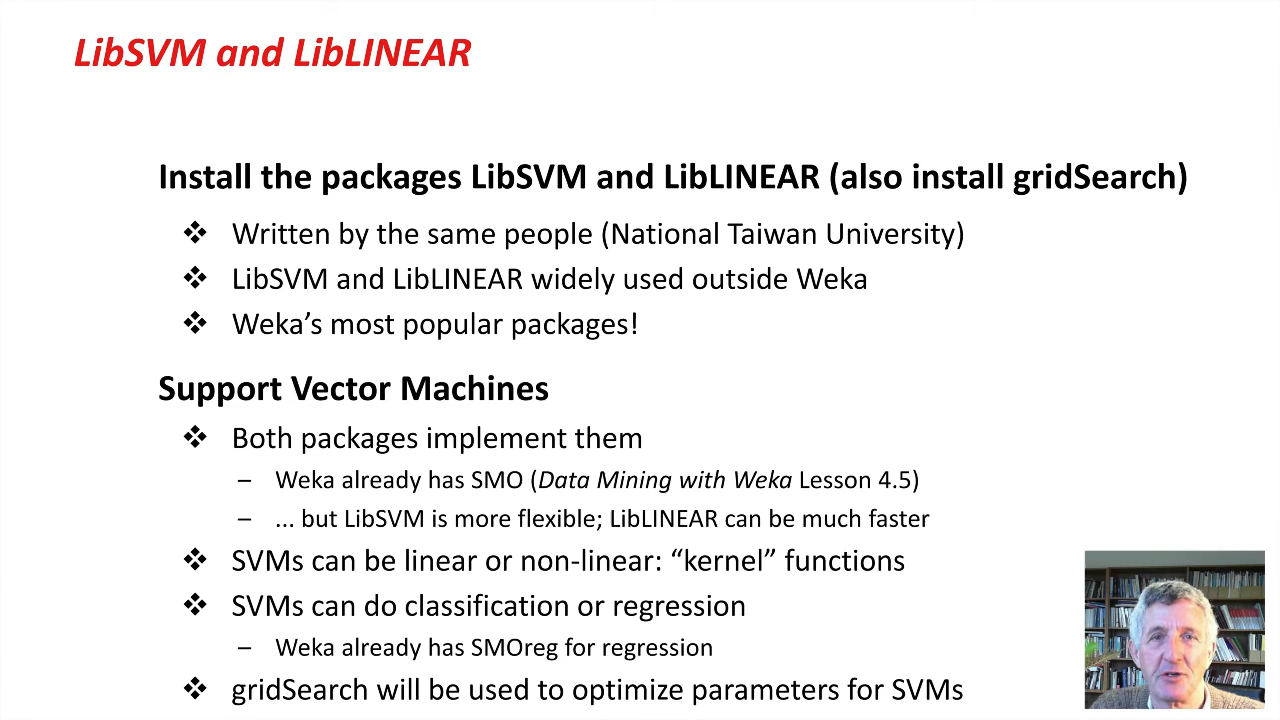 LibSVM and LibLINEAR
Install the packages LibSVM and LibLINEAR (also install gridSearch)
❖ Written by the same people (National Taiwan University)
❖ LibSVM and LibLINEAR widely used outside Weka
❖ Weka’s most popular packages!
Support Vector Machines
❖ Both packages implement them
– Weka already has SMO (Data Mining with Weka Lesson 4.5)
– ... but LibSVM is more flexible; LibLINEAR can be much faster
❖ SVMs can be linear or non-linear: “kernel” functions
❖ SVMs can do classification or regression
– Weka already has SMOreg for regression
❖ gridSearch will be used to optimize parameters for SVMs